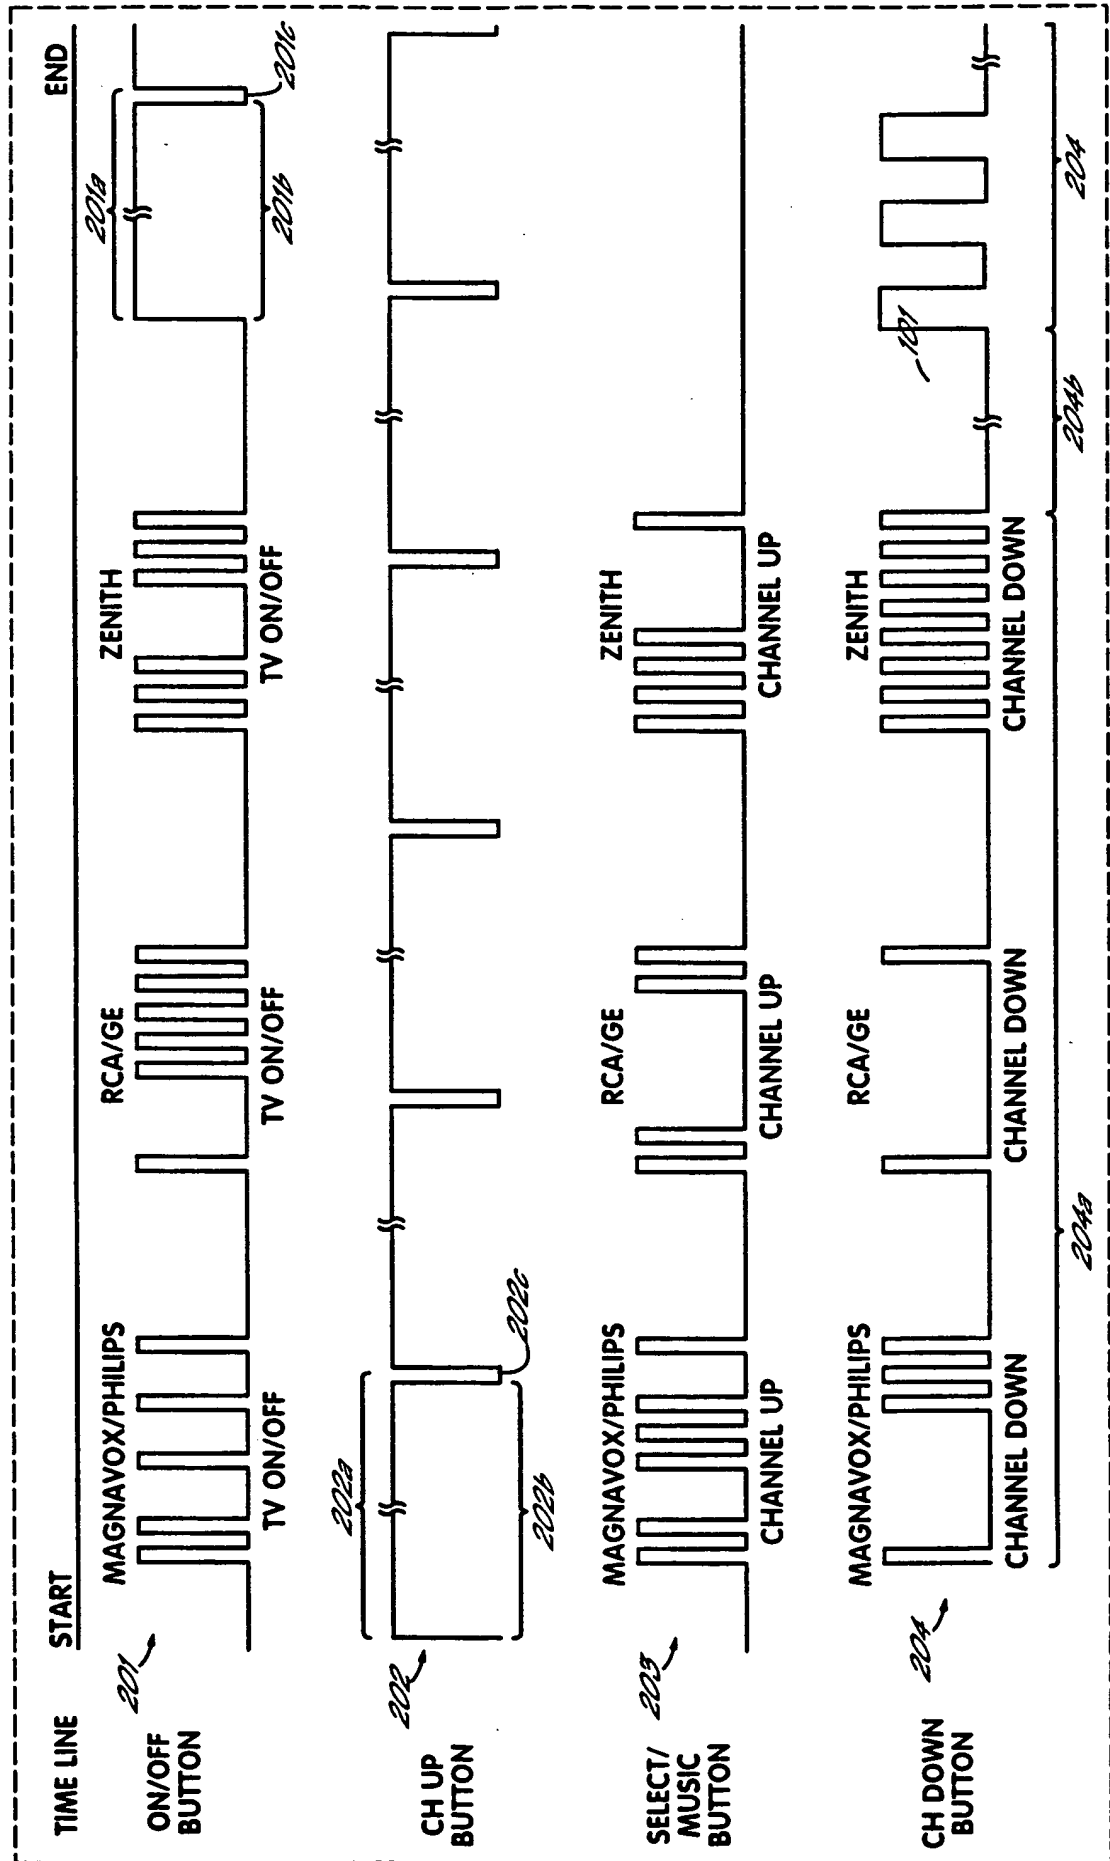 TIME LINE START END
ON/OFF
BUTTON
201
MAGNAVOX/PHILIPS RCA/GE ZENITH
TV ON/OFF TV ON/OFF TV ON/OFF
201a
201b
201c
CH UP
BUTTON
202
202a
202b
202c
SELECT/
MUSIC
BUTTON
203
MAGNAVOX/PHILIPS RCA/GE ZENITH
CHANNEL UP CHANNEL UP CHANNEL UP
CH DOWN
BUTTON
204
MAGNAVOX/PHILIPS RCA/GE ZENITH
101
CHANNEL DOWN CHANNEL DOWN CHANNEL DOWN
204a 204b 204